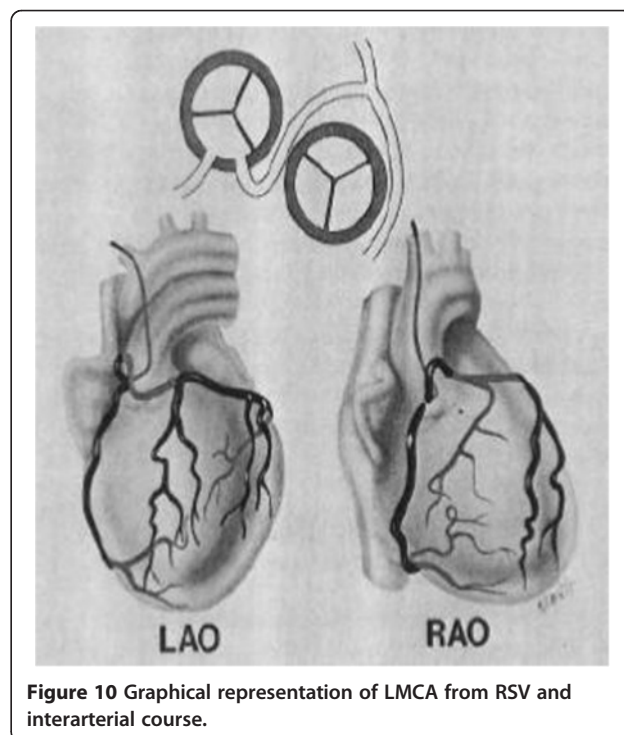 LAO
RAO
Figure 10 Graphical representation of LMCA from RSV and
interarterial course.